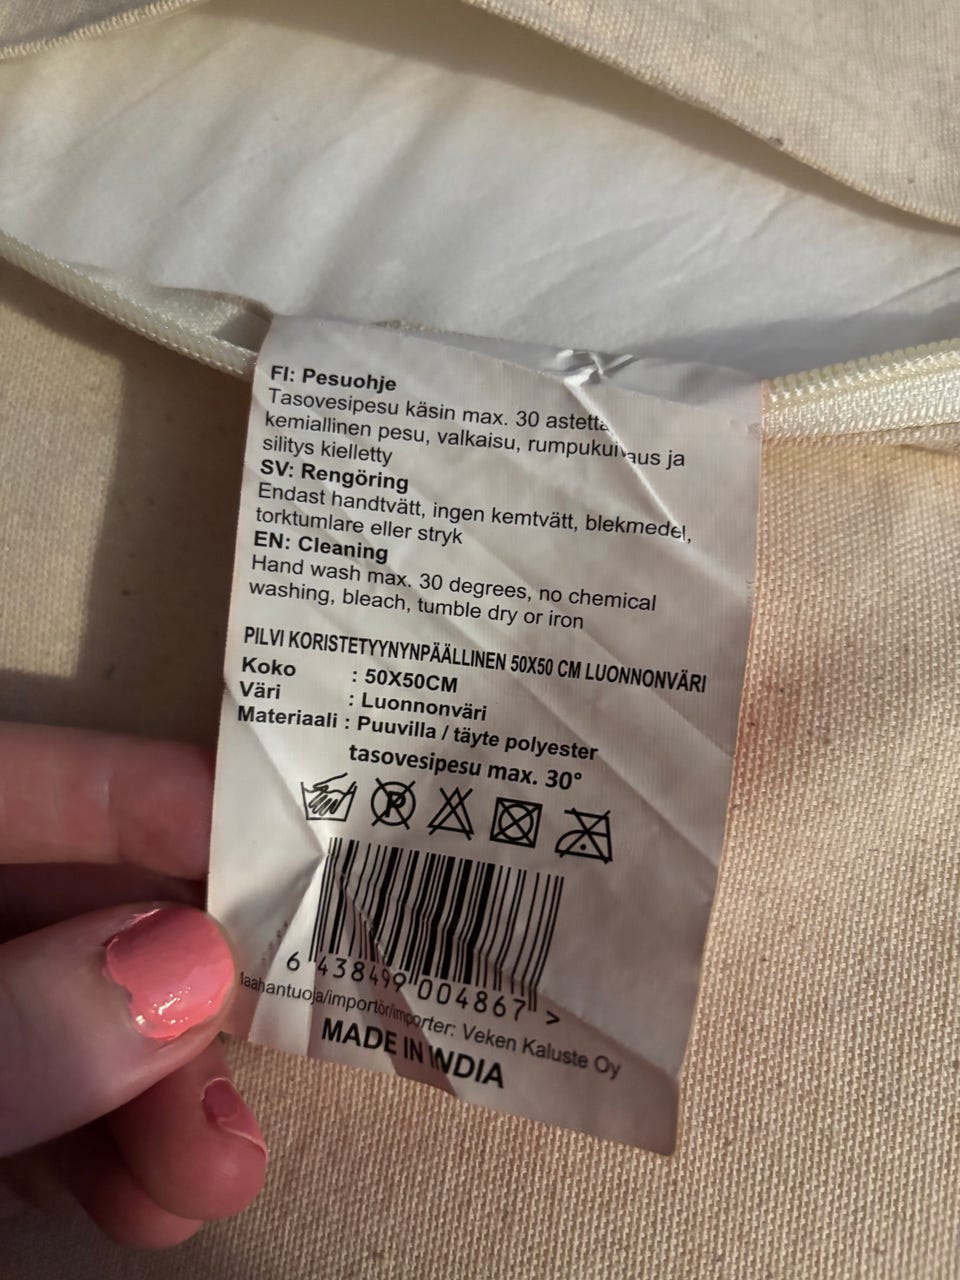 FI: Pesuohje
Tasovesipesu käsin max. 30 astetta
kemiallinen pesu, valkaisu, rumpukuivaus ja
silitys kielletty
SV: Rengöring
Endast handtvätt, ingen kemtvätt, blekmedel,
torktumlare eller stryk
EN: Cleaning
Hand wash max. 30 degrees, no chemical
washing, bleach, tumble dry or iron
PILVI KORISTETYYNYNPÄÄLLINEN 50X50 CM LUONNONVÄRI
Koko : 50X50CM
Väri : Luonnonväri
Materiaali : Puuvilla / täyte polyester
tasovesipesu max. 30°
P
6 438499 004867 >
Maahantuoja/importör/importer: Veken Kaluste Oy
MADE IN INDIA